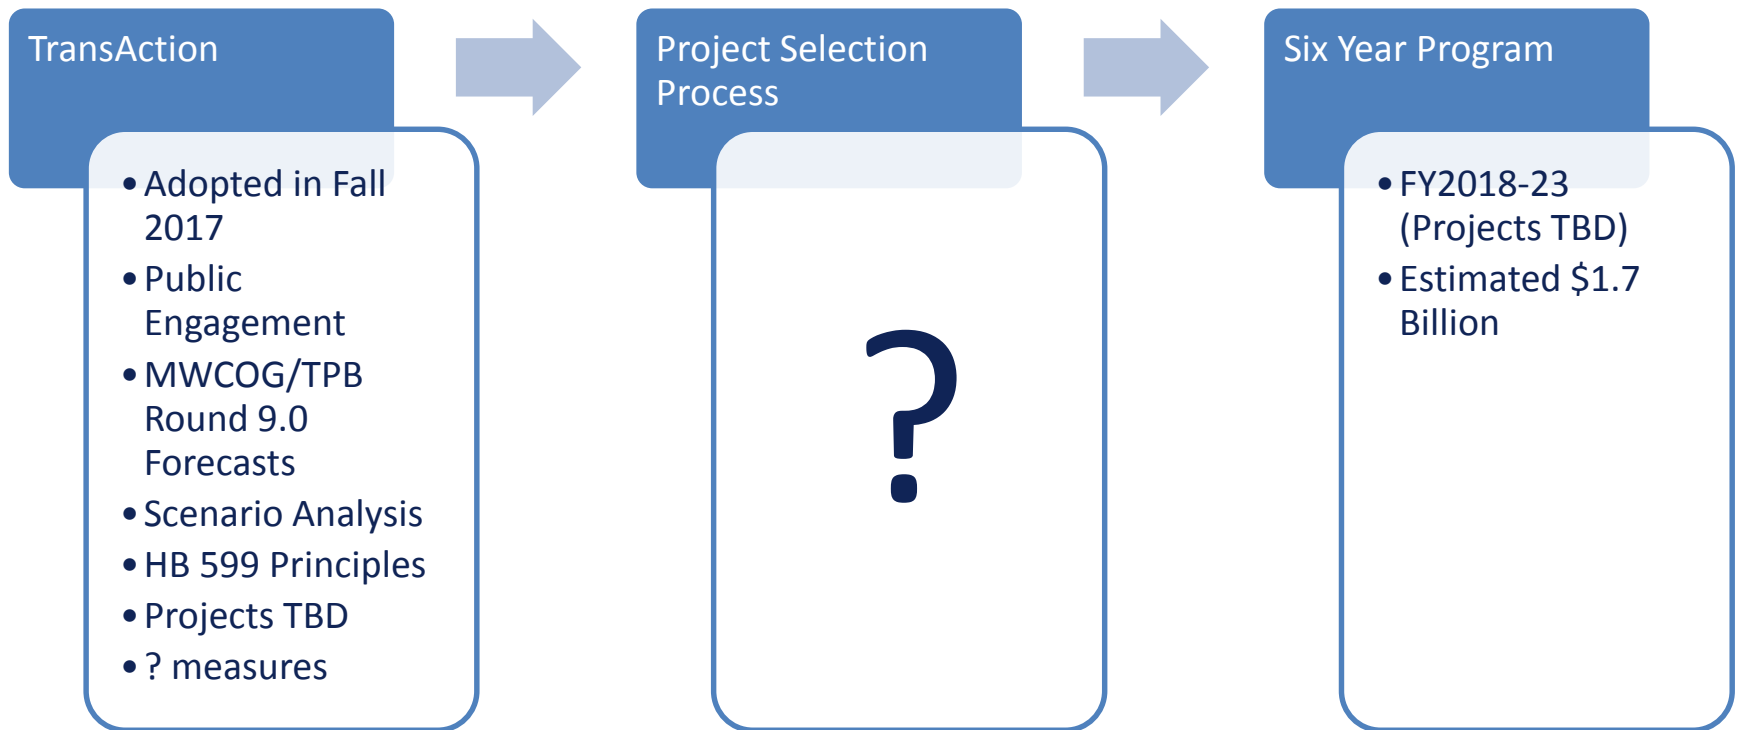 TransAction
• Adopted in Fall
2017
• Public
Engagement
• MWCOG/TPB
Round 9.0
Forecasts
• Scenario Analysis
• HB 599 Principles
• Projects TBD
• ? measures
Project Selection
Process
?
Six Year Program
• FY2018-23
(Projects TBD)
• Estimated $1.7
Billion